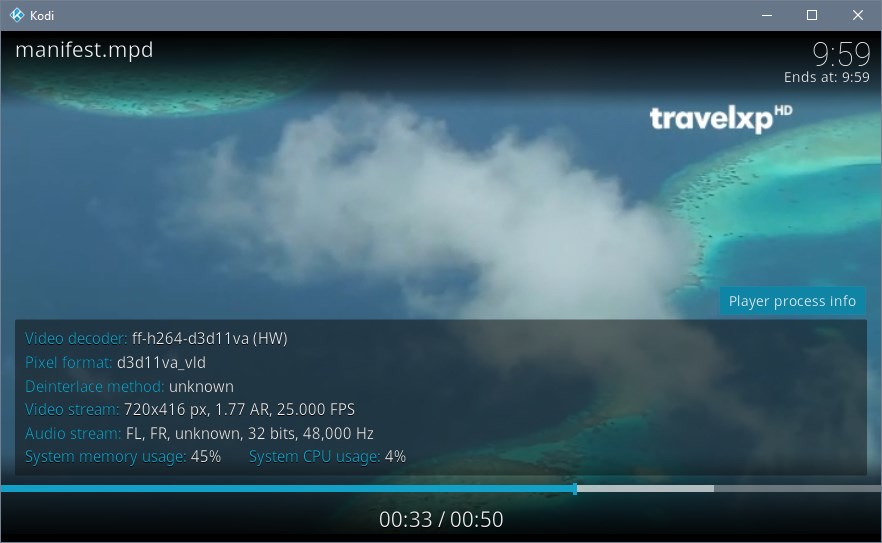 Kodi
manifest.mpd
9:59
Ends at: 9:59
travelxp HD
Player process info
Video decoder: ff-h264-d3d11va (HW)
Pixel format: d3d11va_vld
Deinterlace method: unknown
Video stream: 720x416 px, 1.77 AR, 25.000 FPS
Audio stream: FL, FR, unknown, 32 bits, 48,000 Hz
System memory usage: 45% System CPU usage: 4%
00:33 / 00:50